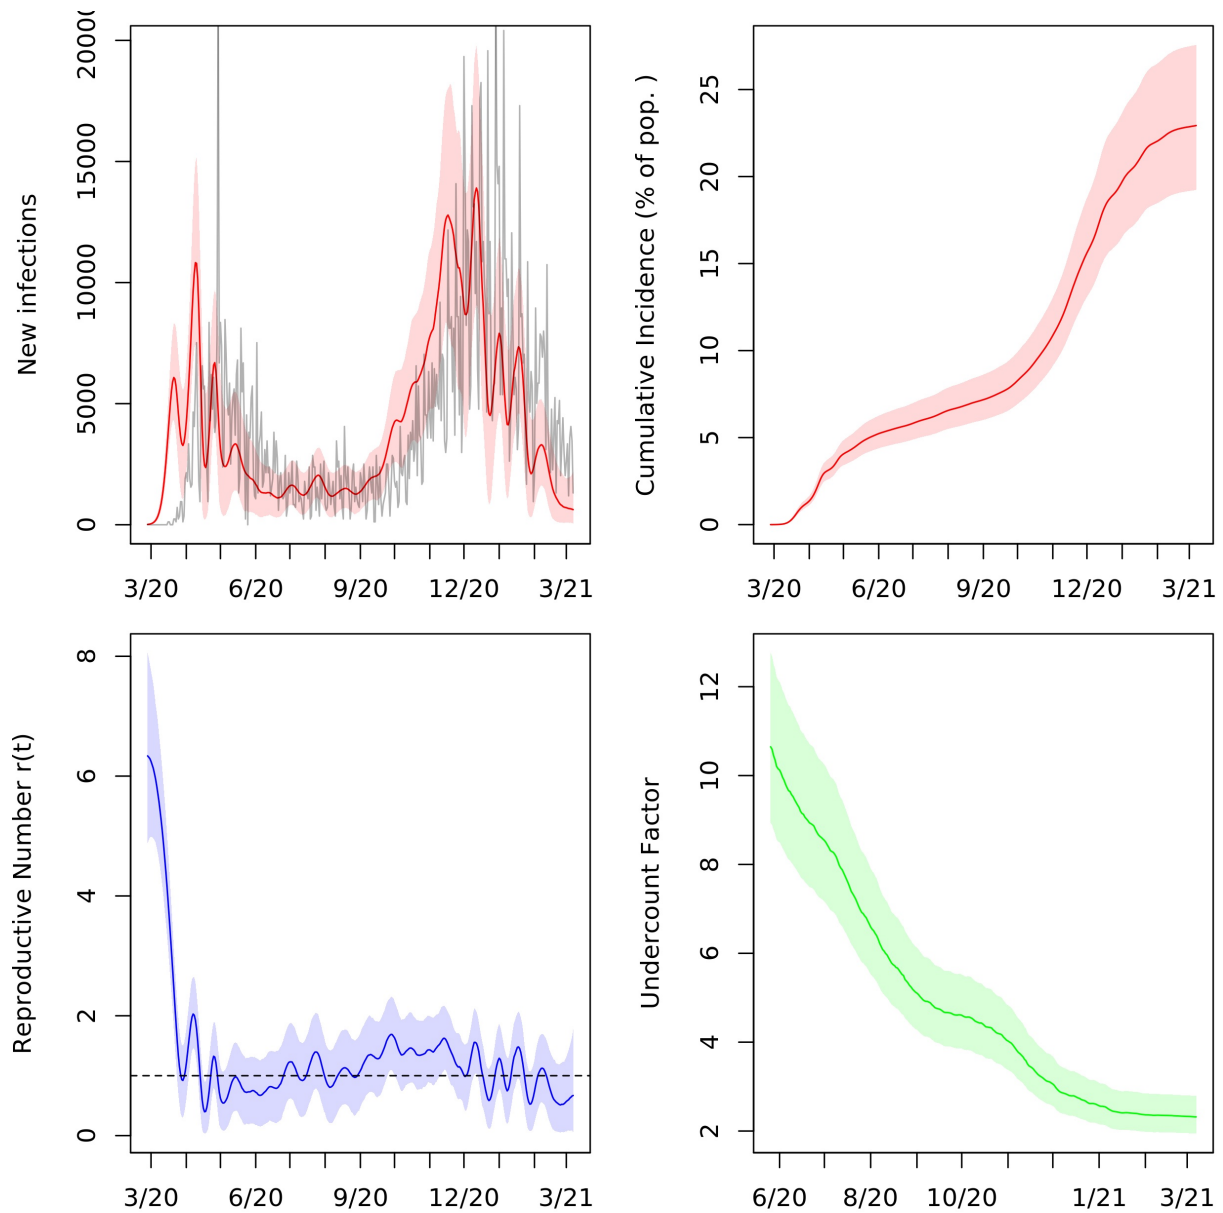 New infections
20000
15000
10000
5000
0
3/20 6/20 9/20 12/20 3/21
Cumulative Incidence (% of pop. )
25
20
15
10
5
0
3/20 6/20 9/20 12/20 3/21
Reproductive Number r(t)
8
6
4
2
0
3/20 6/20 9/20 12/20 3/21
Undercount Factor
12
10
8
6
4
2
6/20 8/20 10/20 1/21 3/21